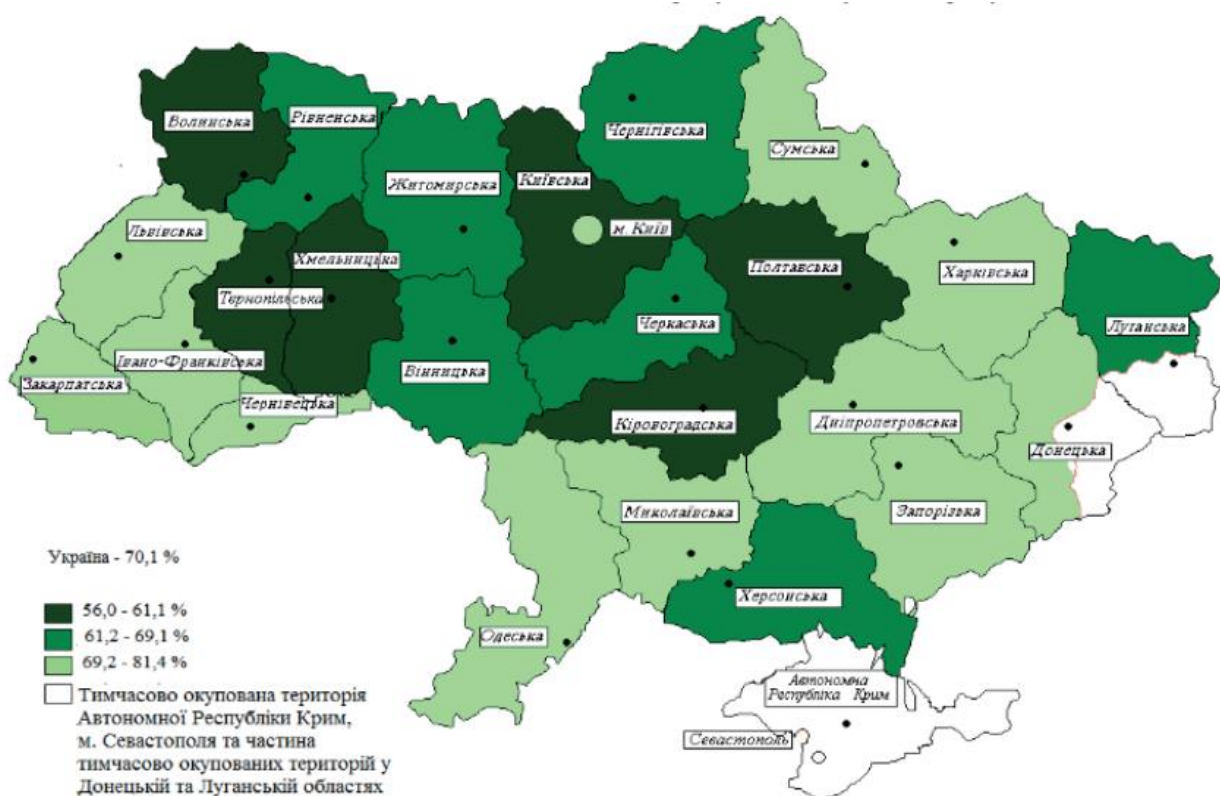 Волинська
Рівненська
Житомирська
Київська
Чернігівська
Сумська
Львівська
Хмельницька
м. Київ
Полтавська
Харківська
Тернопільська
Черкаська
Луганська
Івано-Франківська
Вінницька
Закарпатська
Чернівецька
Кіровоградська
Дніпропетровська
Донецька
Миколаївська
Запорізька
Херсонська
Одеська
Автономна
Республіка Крим
Севастополь
Україна - 70,1 %
56,0 - 61,1 %
61,2 - 69,1 %
69,2 - 81,4 %
Тимчасово окупована територія
Автономної Республіки Крим,
м. Севастополя та частина
тимчасово окупованих територій у
Донецькій та Луганській областях